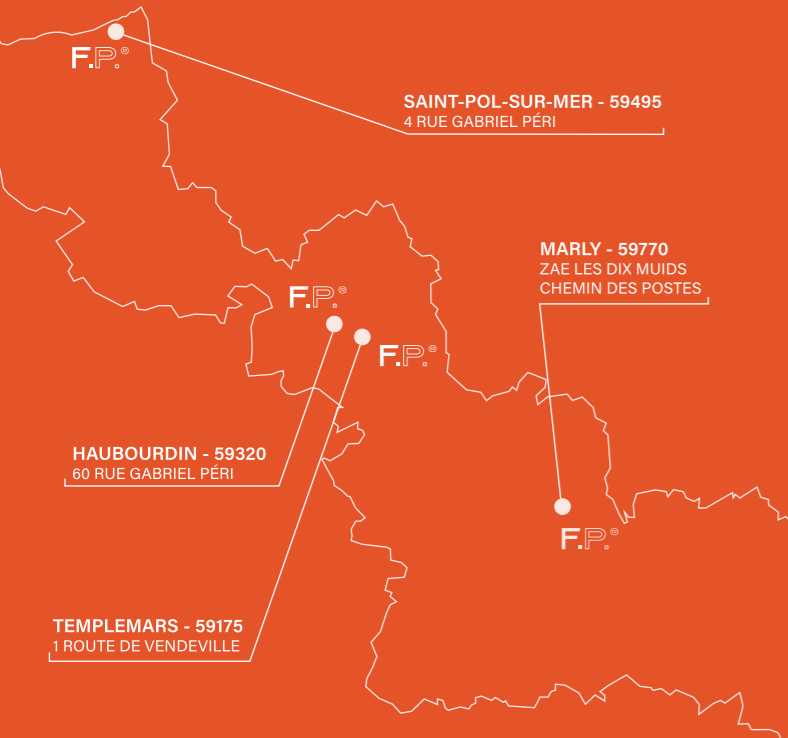 F.P.®
SAINT-POL-SUR-MER - 59495
4 RUE GABRIEL PÉRI
MARLY - 59770
ZAE LES DIX MUIDS
CHEMIN DES POSTES
F.P.®
F.P.®
HAUBOURDIN - 59320
60 RUE GABRIEL PÉRI
F.P.®
TEMPLEMARS - 59175
1 ROUTE DE VENDEVILLE